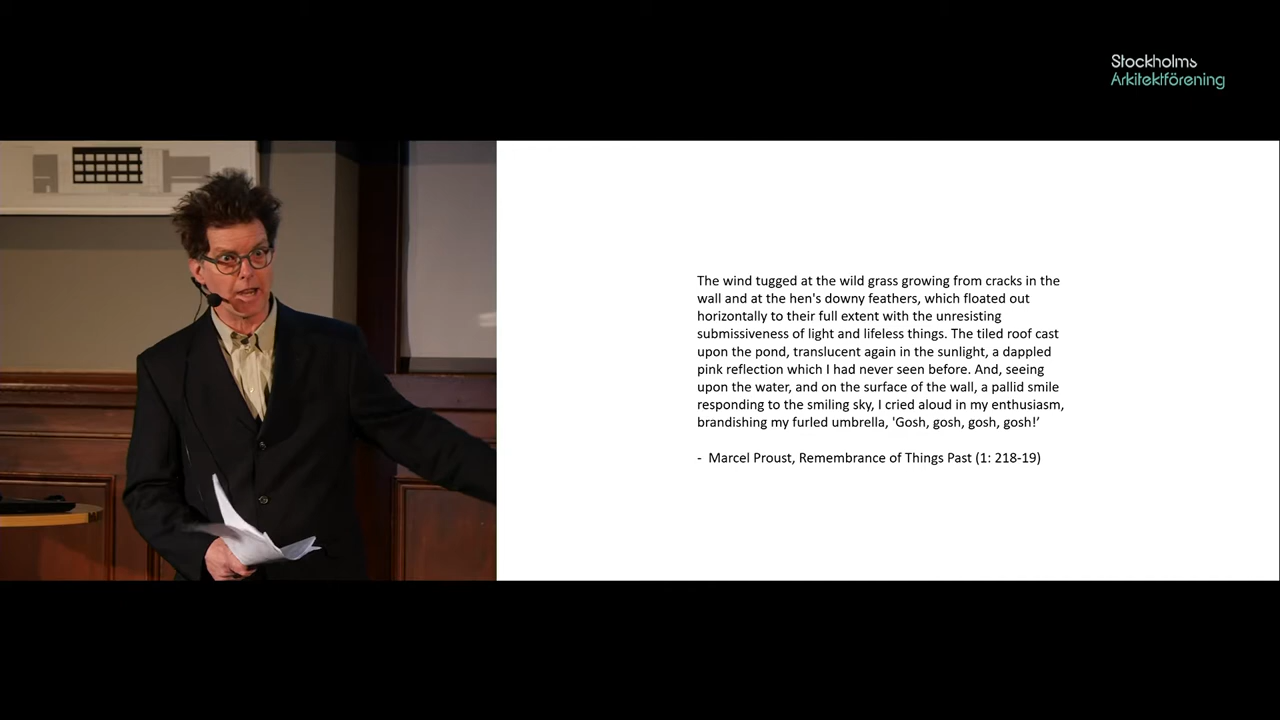 Stockholms
Arkitektförening
The wind tugged at the wild grass growing from cracks in the
wall and at the hen's downy feathers, which floated out
horizontally to their full extent with the unresisting
submissiveness of light and lifeless things. The tiled roof cast
upon the pond, translucent again in the sunlight, a dappled
pink reflection which I had never seen before. And, seeing
upon the water, and on the surface of the wall, a pallid smile
responding to the smiling sky, I cried aloud in my enthusiasm,
brandishing my furled umbrella, 'Gosh, gosh, gosh, gosh!’
- Marcel Proust, Remembrance of Things Past (1: 218-19)